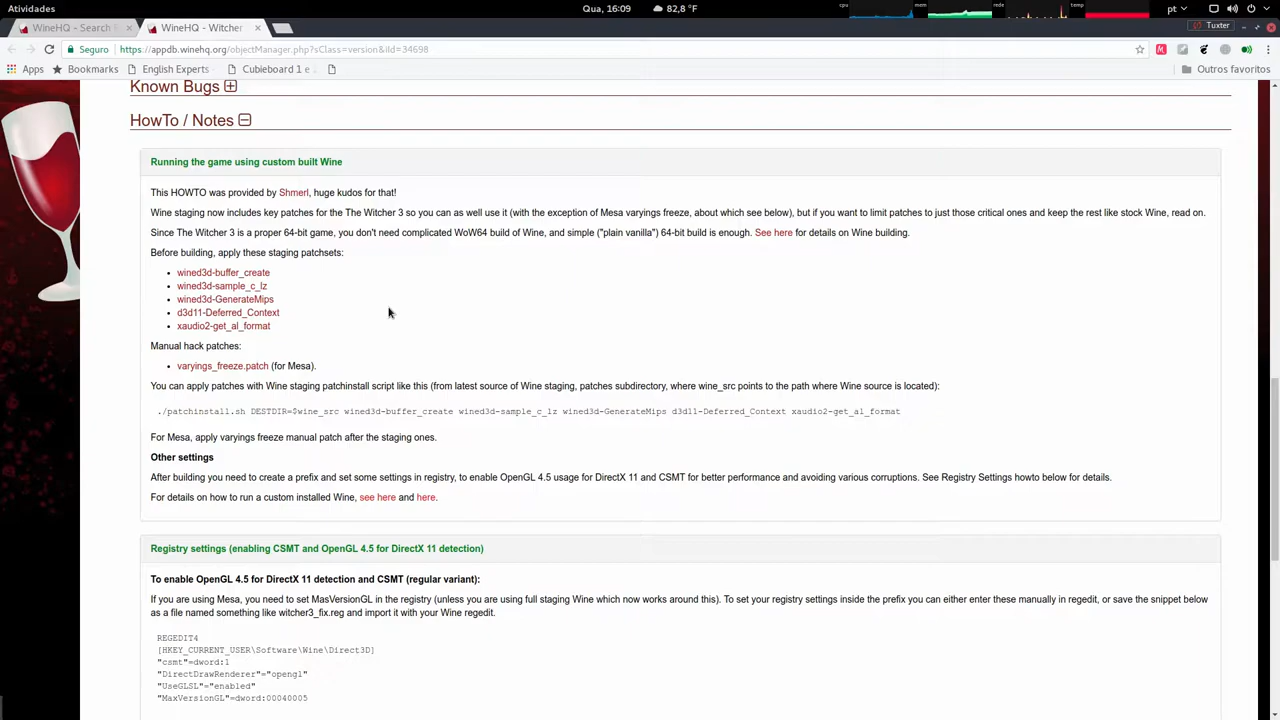 Atividades
Qua, 16:09
82,8 °F
cpu
mem
rede
temp
pt
WineHQ - Search
WineHQ - Witcher
Tuxter
Seguro
https://appdb.winehq.org/objectManager.php?sClass=version&iId=34698
Apps
Bookmarks
English Experts
Cubieboard 1 e
Outros favoritos
Known Bugs
HowTo / Notes
Running the game using custom built Wine
This HOWTO was provided by Shmerl, huge kudos for that!
Wine staging now includes key patches for the The Witcher 3 so you can as well use it (with the exception of Mesa varyings freeze, about which see below), but if you want to limit patches to just those critical ones and keep the rest like stock Wine, read on.
Since The Witcher 3 is a proper 64-bit game, you don't need complicated WoW64 build of Wine, and simple ("plain vanilla") 64-bit build is enough. See here for details on Wine building.
Before building, apply these staging patchsets:
wined3d-buffer_create
wined3d-sample_c_lz
wined3d-GenerateMips
d3d11-Deferred_Context
xaudio2-get_al_format
Manual hack patches:
varyings_freeze.patch (for Mesa).
You can apply patches with Wine staging patchinstall script like this (from latest source of Wine staging, patches subdirectory, where wine_src points to the path where Wine source is located):
./patchinstall.sh DESTDIR=$wine_src wined3d-buffer_create wined3d-sample_c_lz wined3d-GenerateMips d3d11-Deferred_Context xaudio2-get_al_format
For Mesa, apply varyings freeze manual patch after the staging ones.
Other settings
After building you need to create a prefix and set some settings in registry, to enable OpenGL 4.5 usage for DirectX 11 and CSMT for better performance and avoiding various corruptions. See Registry Settings howto below for details.
For details on how to run a custom installed Wine, see here and here.
Registry settings (enabling CSMT and OpenGL 4.5 for DirectX 11 detection)
To enable OpenGL 4.5 for DirectX 11 detection and CSMT (regular variant):
If you are using Mesa, you need to set MasVersionGL in the registry (unless you are using full staging Wine which now works around this). To set your registry settings inside the prefix you can either enter these manually in regedit, or save the snippet below
as a file named something like witcher3_fix.reg and import it with your Wine regedit.
REGEDIT4
[HKEY_CURRENT_USER\Software\Wine\Direct3D]
"csmt"=dword:1
"DirectDrawRenderer"="opengl"
"UseGLSL"="enabled"
"MaxVersionGL"=dword:00040005